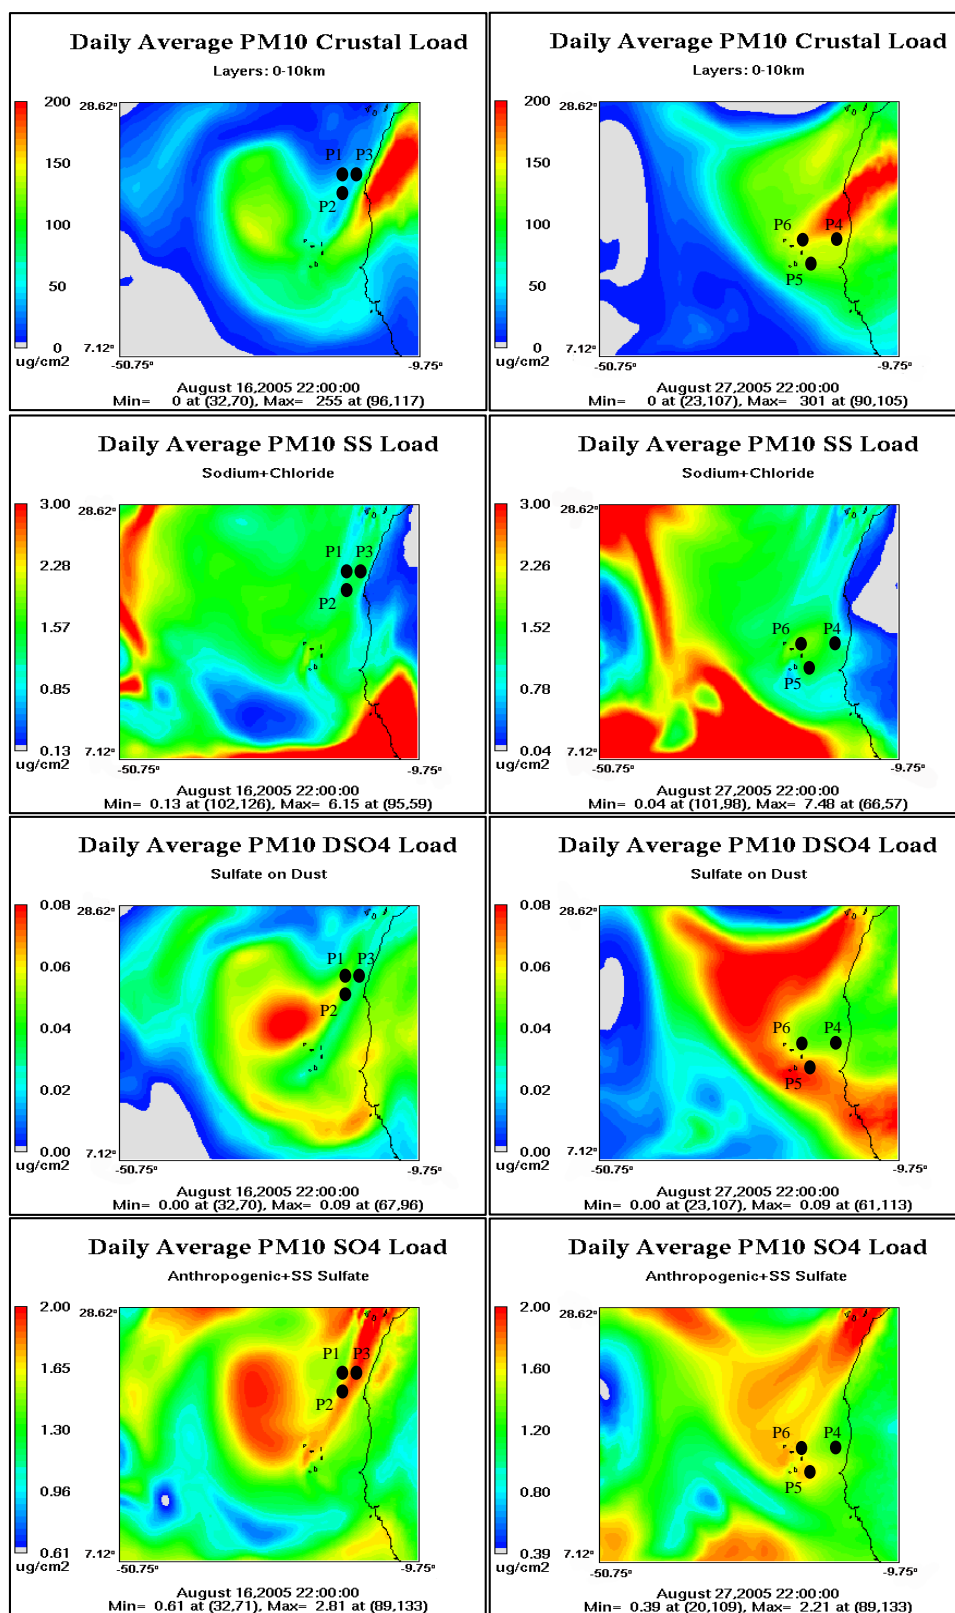 Daily Average PM10 Crustal Load
Layers: 0-10km
200
150
100
50
0
ug/cm2
28.62°
7.12°
-50.75°
-9.75°
P1
P3
P2
August 16,2005 22:00:00
Min= 0 at (32,70), Max= 255 at (96,117)
Daily Average PM10 Crustal Load
Layers: 0-10km
200
150
100
50
0
ug/cm2
28.62°
7.12°
-50.75°
-9.75°
P6
P4
P5
August 27,2005 22:00:00
Min= 0 at (23,107), Max= 301 at (90,105)
Daily Average PM10 SS Load
Sodium+Chloride
3.00
2.28
1.57
0.85
0.13
ug/cm2
28.62°
7.12°
-50.75°
-9.75°
P1
P3
P2
August 16,2005 22:00:00
Min= 0.13 at (102,126), Max= 6.15 at (95,59)
Daily Average PM10 SS Load
Sodium+Chloride
3.00
2.26
1.52
0.78
0.04
ug/cm2
28.62°
7.12°
-50.75°
-9.75°
P6
P4
P5
August 27,2005 22:00:00
Min= 0.04 at (101,98), Max= 7.48 at (66,57)
Daily Average PM10 DSO4 Load
Sulfate on Dust
0.08
0.06
0.04
0.02
0.00
ug/cm2
28.62°
7.12°
-50.75°
-9.75°
P1
P3
P2
August 16,2005 22:00:00
Min= 0.00 at (32,70), Max= 0.09 at (67,96)
Daily Average PM10 DSO4 Load
Sulfate on Dust
0.08
0.06
0.04
0.02
0.00
ug/cm2
28.62°
7.12°
-50.75°
-9.75°
P6
P4
P5
August 27,2005 22:00:00
Min= 0.00 at (23,107), Max= 0.09 at (61,113)
Daily Average PM10 SO4 Load
Anthropogenic+SS Sulfate
2.00
1.65
1.30
0.96
0.61
ug/cm2
28.62°
7.12°
-50.75°
-9.75°
P1
P3
P2
August 16,2005 22:00:00
Min= 0.61 at (32,71), Max= 2.81 at (89,133)
Daily Average PM10 SO4 Load
Anthropogenic+SS Sulfate
2.00
1.60
1.20
0.80
0.39
ug/cm2
28.62°
7.12°
-50.75°
-9.75°
P6
P4
P5
August 27,2005 22:00:00
Min= 0.39 at (20,109), Max= 2.21 at (89,133)